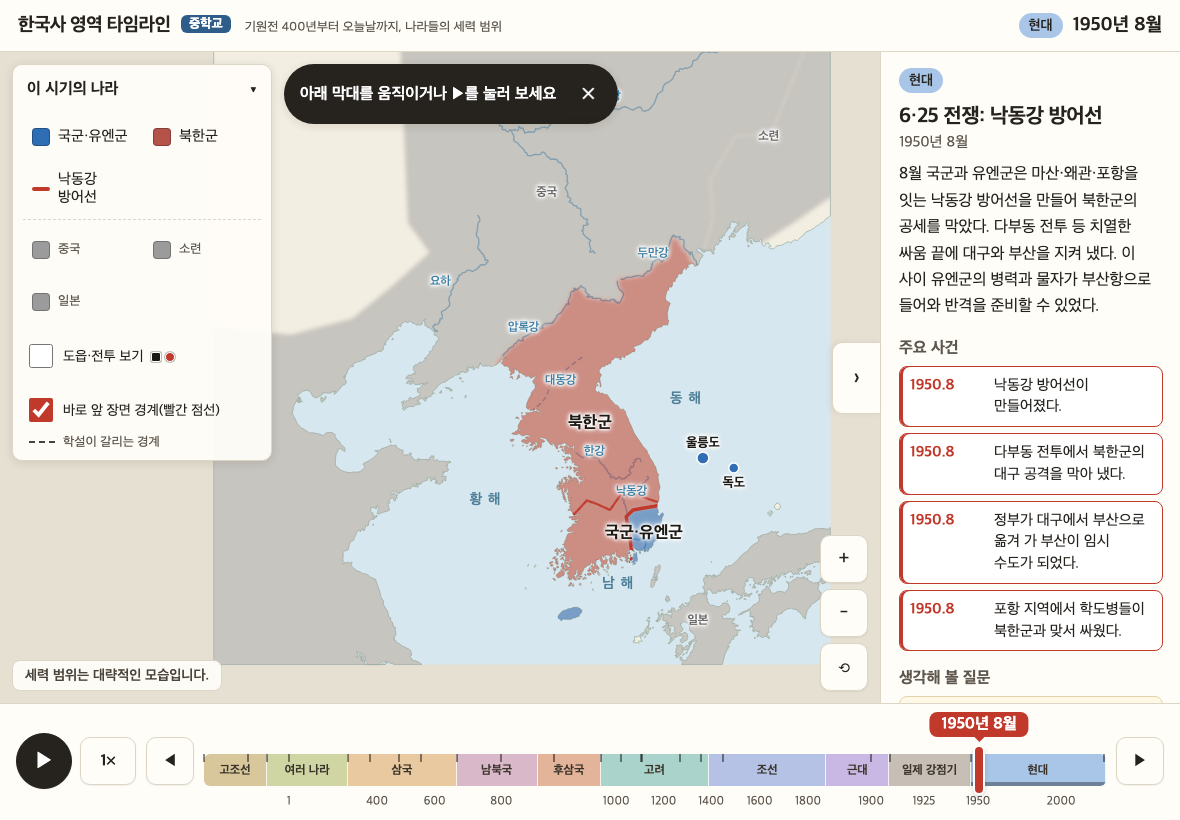 한국사 영역 타임라인
중학교
기원전 400년부터 오늘날까지, 나라들의 세력 범위
현대
1950년 8월
이 시기의 나라
▼
국군·유엔군
북한군
낙동강
방어선
중국
소련
일본
도읍·전투 보기
바로 앞 장면 경계(빨간 점선)
학설이 갈리는 경계
아래 막대를 움직이거나 ▶를 눌러 보세요
✕
소련
중국
두만강
요하
압록강
대동강
동 해
북한군
울릉도
한강
독도
낙동강
황 해
국군·유엔군
남 해
일본
›
+
−
⟲
세력 범위는 대략적인 모습입니다.
현대
6·25 전쟁: 낙동강 방어선
1950년 8월
8월 국군과 유엔군은 마산·왜관·포항을
잇는 낙동강 방어선을 만들어 북한군의
공세를 막았다. 다부동 전투 등 치열한
싸움 끝에 대구와 부산을 지켜 냈다. 이
사이 유엔군의 병력과 물자가 부산항으로
들어와 반격을 준비할 수 있었다.
주요 사건
1950.8
낙동강 방어선이
만들어졌다.
1950.8
다부동 전투에서 북한군의
대구 공격을 막아 냈다.
1950.8
정부가 대구에서 부산으로
옮겨 가 부산이 임시
수도가 되었다.
1950.8
포항 지역에서 학도병들이
북한군과 맞서 싸웠다.
생각해 볼 질문
1950년 8월
▶
1×
◀
고조선
여러 나라
삼국
남북국
후삼국
고려
조선
근대
일제 강점기
현대
▶
1
400
600
800
1000
1200
1400
1600
1800
1900
1925
1950
2000